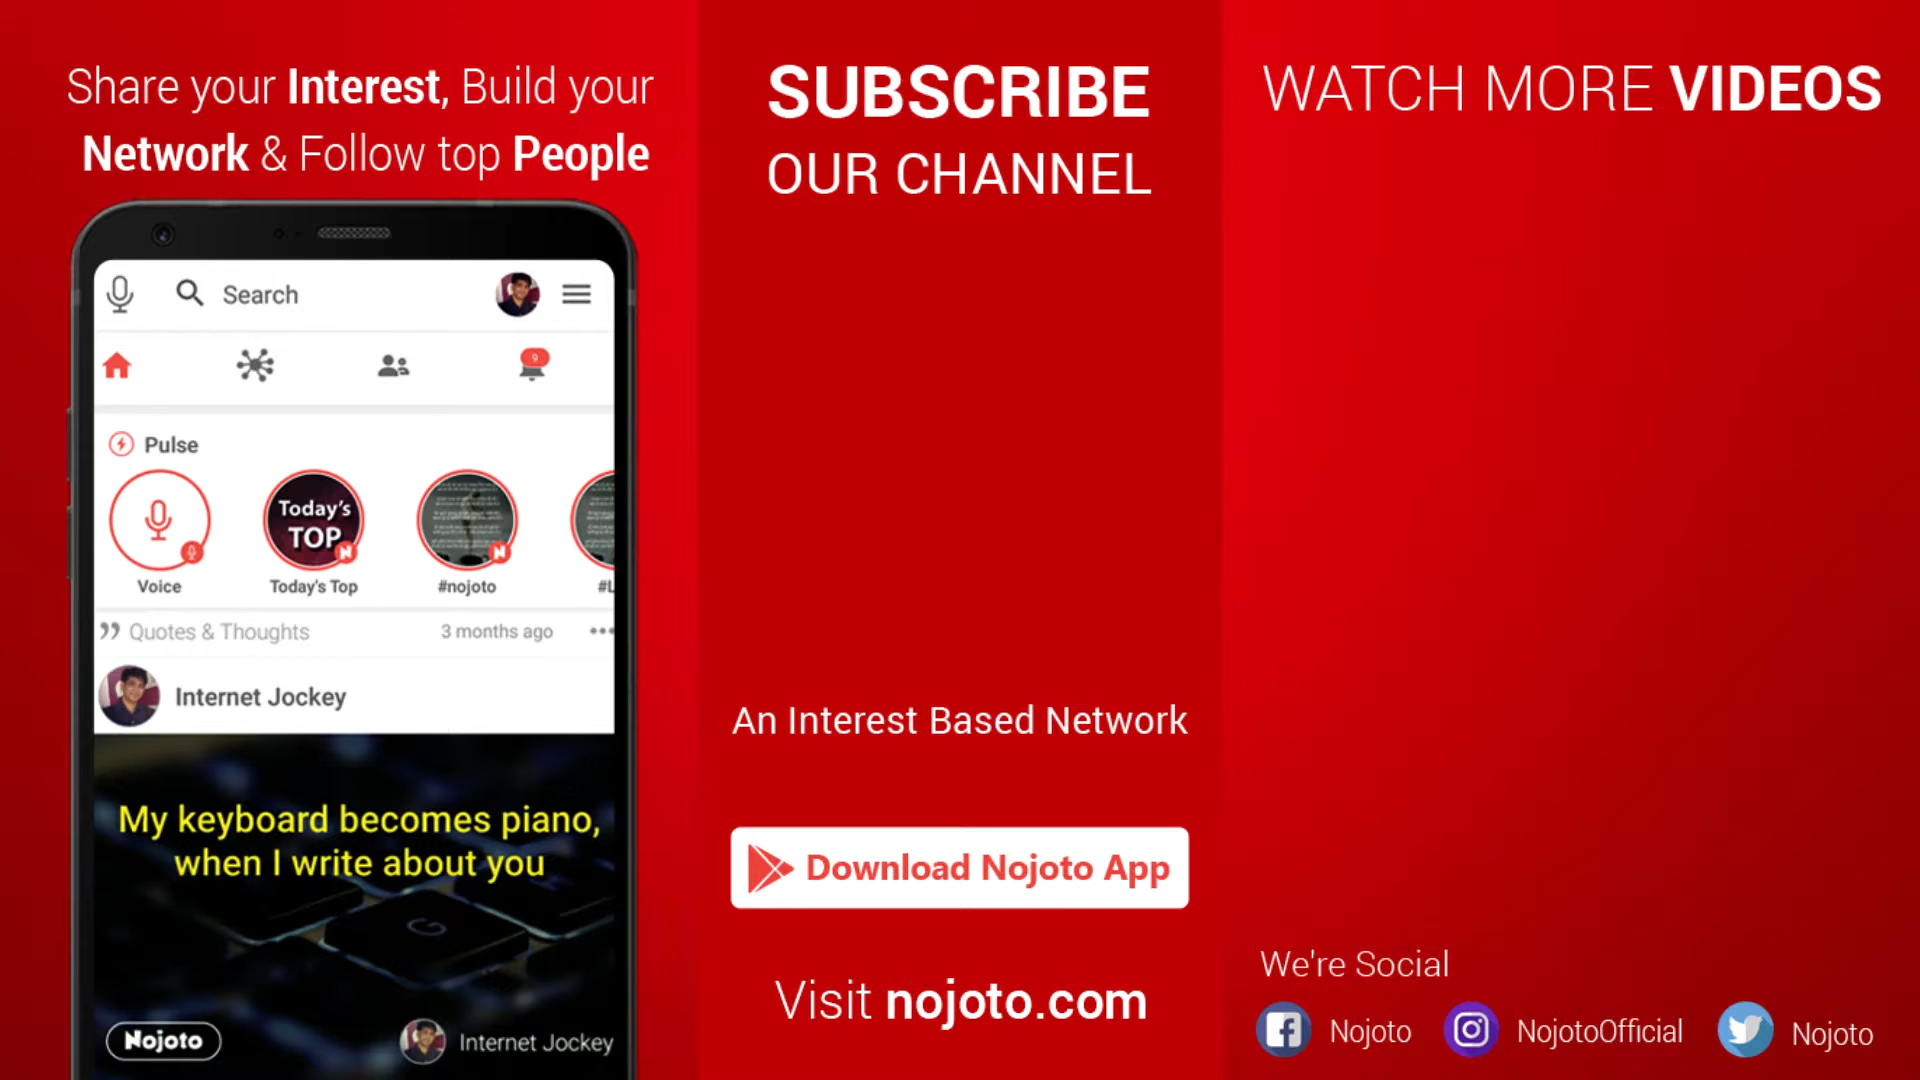 Share your Interest, Build your
Network & Follow top People
Search
9
Pulse
Today's
TOP
Voice
Today's Top
#nojoto
#L
Quotes & Thoughts
3 months ago
Internet Jockey
My keyboard becomes piano,
when I write about you
G
Nojoto
Internet Jockey
SUBSCRIBE
OUR CHANNEL
An Interest Based Network
Download Nojoto App
Visit nojoto.com
WATCH MORE VIDEOS
We're Social
Nojoto
NojotoOfficial
Nojoto